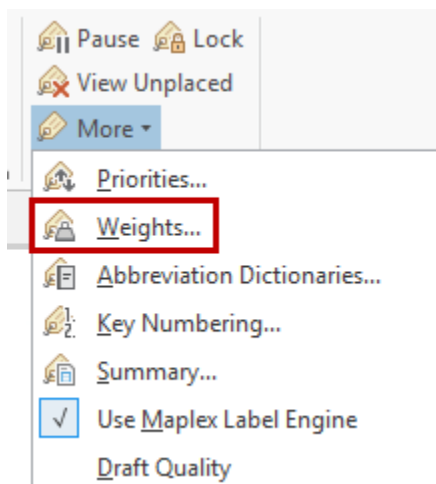 Pause Lock
View Unplaced
More
Priorities...
Weights...
Abbreviation Dictionaries...
Key Numbering...
Summary...
Use Maplex Label Engine
Draft Quality